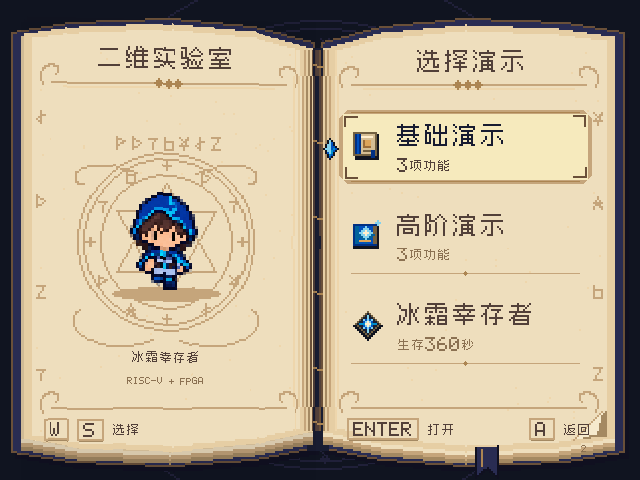 二维实验室
冰霜幸存者
RISC-V + FPGA
W S 选择
选择演示
基础演示
3项功能
高阶演示
3项功能
冰霜幸存者
生存360秒
ENTER 打开
A 返回
2